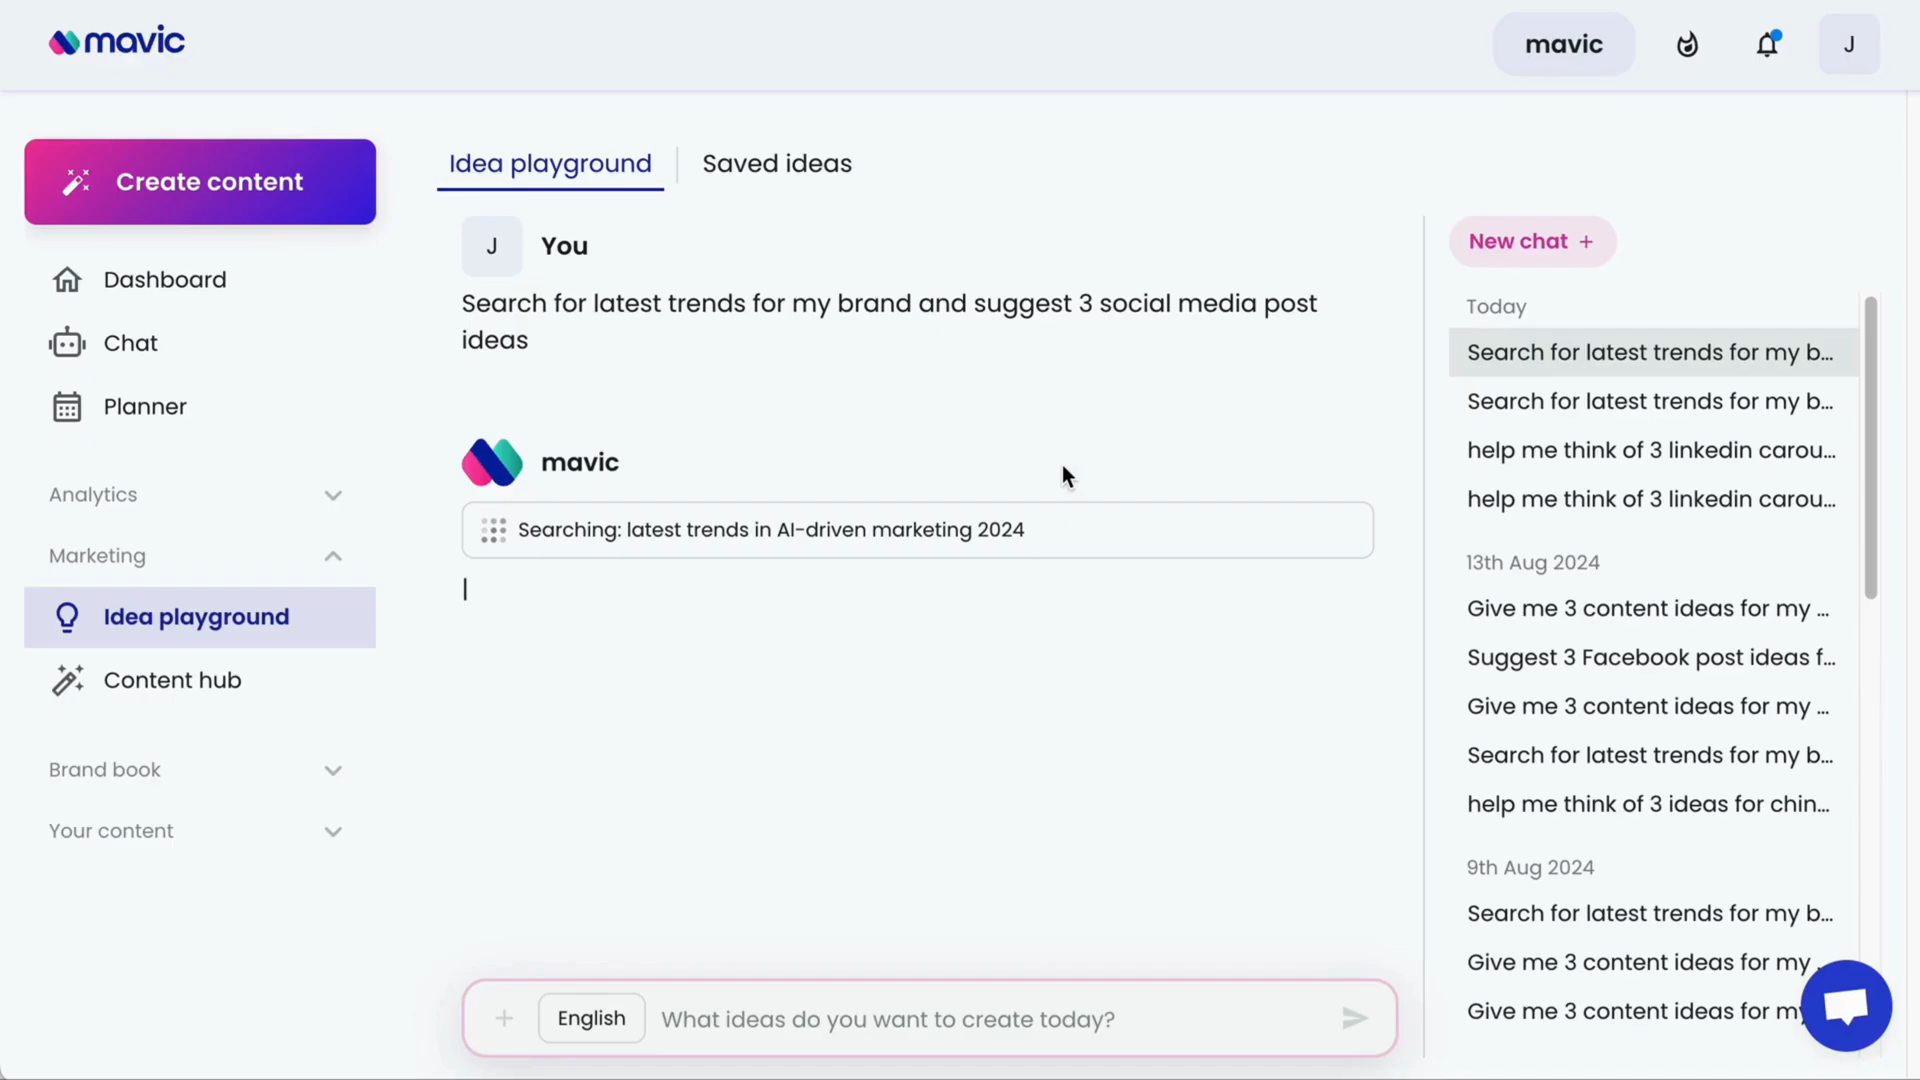 mavic
mavic
J
Create content
Dashboard
Chat
Planner
Analytics
Marketing
Idea playground
Content hub
Brand book
Your content
Idea playground
Saved ideas
J
You
Search for latest trends for my brand and suggest 3 social media post
ideas
mavic
Searching: latest trends in AI-driven marketing 2024
English
What ideas do you want to create today?
New chat +
Today
Search for latest trends for my b...
Search for latest trends for my b...
help me think of 3 linkedin carou...
help me think of 3 linkedin carou...
13th Aug 2024
Give me 3 content ideas for my ...
Suggest 3 Facebook post ideas f...
Give me 3 content ideas for my ...
Search for latest trends for my b...
help me think of 3 ideas for chin...
9th Aug 2024
Search for latest trends for my b...
Give me 3 content ideas for my
Give me 3 content ideas for my